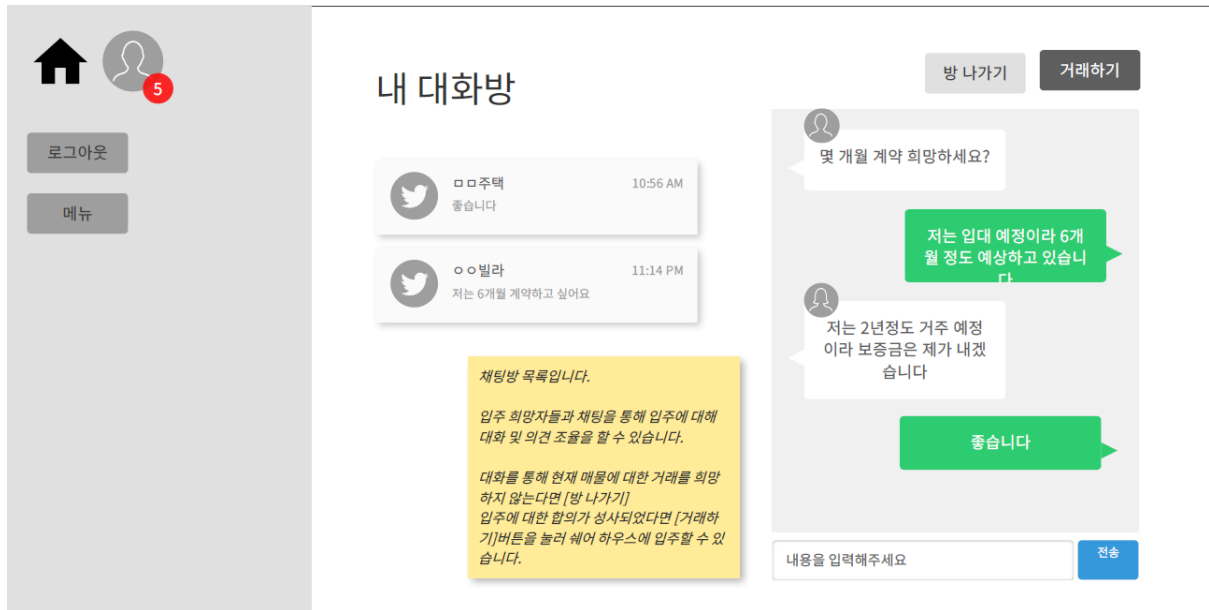 5
로그아웃
메뉴
내 대화방
ㅁㅁ주택
10:56 AM
좋습니다
ㅇㅇ빌라
11:14 PM
저는 6개월 계약하고 싶어요
채팅방 목록입니다.
입주 희망자들과 채팅을 통해 입주에 대해
대화 및 의견 조율을 할 수 있습니다.
대화를 통해 현재 매물에 대한 거래를 희망
하지 않는다면 [방 나가기]
입주에 대한 합의가 성사되었다면 [거래하
기]버튼을 눌러 쉐어 하우스에 입주할 수 있
습니다.
방 나가기
거래하기
몇 개월 계약 희망하세요?
저는 입대 예정이라 6개
월 정도 예상하고 있습니
다
저는 2년정도 거주 예정
이라 보증금은 제가 내겠
습니다
좋습니다
내용을 입력해주세요
전송